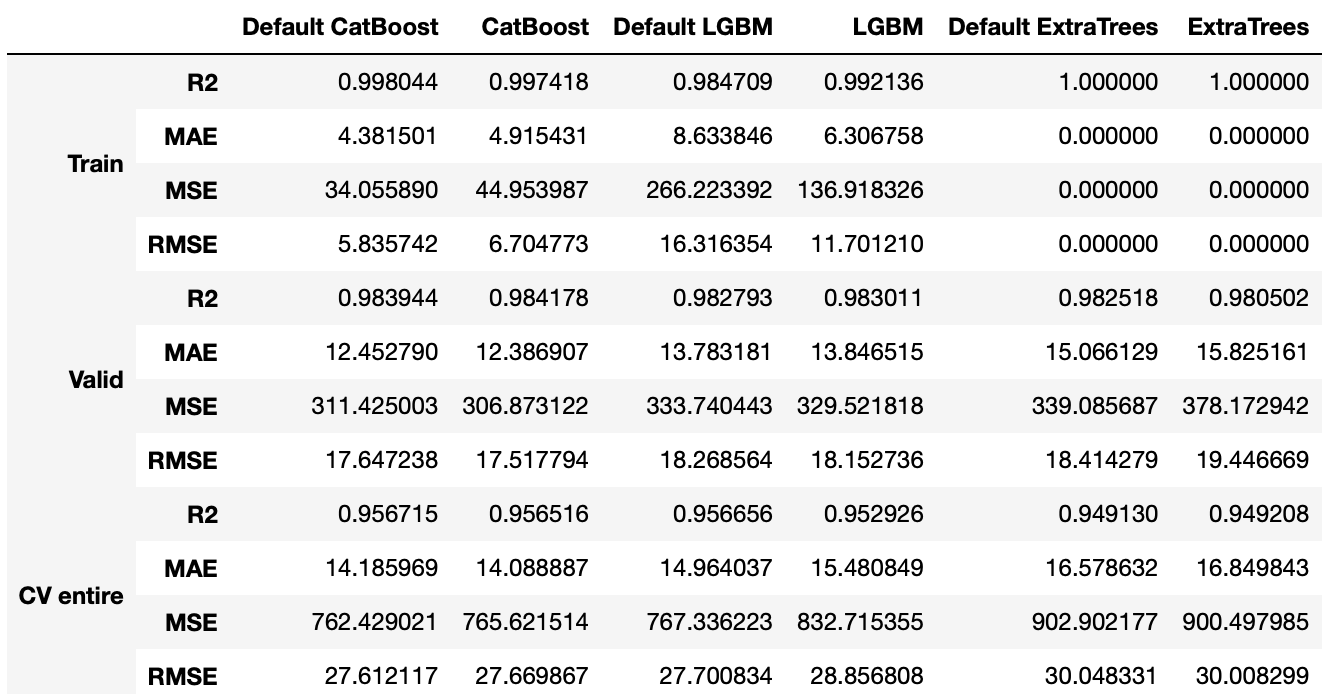 Default CatBoost CatBoost Default LGBM LGBM Default ExtraTrees ExtraTrees
Train R2 0.998044 0.997418 0.984709 0.992136 1.000000 1.000000
MAE 4.381501 4.915431 8.633846 6.306758 0.000000 0.000000
MSE 34.055890 44.953987 266.223392 136.918326 0.000000 0.000000
RMSE 5.835742 6.704773 16.316354 11.701210 0.000000 0.000000
Valid R2 0.983944 0.984178 0.982793 0.983011 0.982518 0.980502
MAE 12.452790 12.386907 13.783181 13.846515 15.066129 15.825161
MSE 311.425003 306.873122 333.740443 329.521818 339.085687 378.172942
RMSE 17.647238 17.517794 18.268564 18.152736 18.414279 19.446669
CV entire R2 0.956715 0.956516 0.956656 0.952926 0.949130 0.949208
MAE 14.185969 14.088887 14.964037 15.480849 16.578632 16.849843
MSE 762.429021 765.621514 767.336223 832.715355 902.902177 900.497985
RMSE 27.612117 27.669867 27.700834 28.856808 30.048331 30.008299